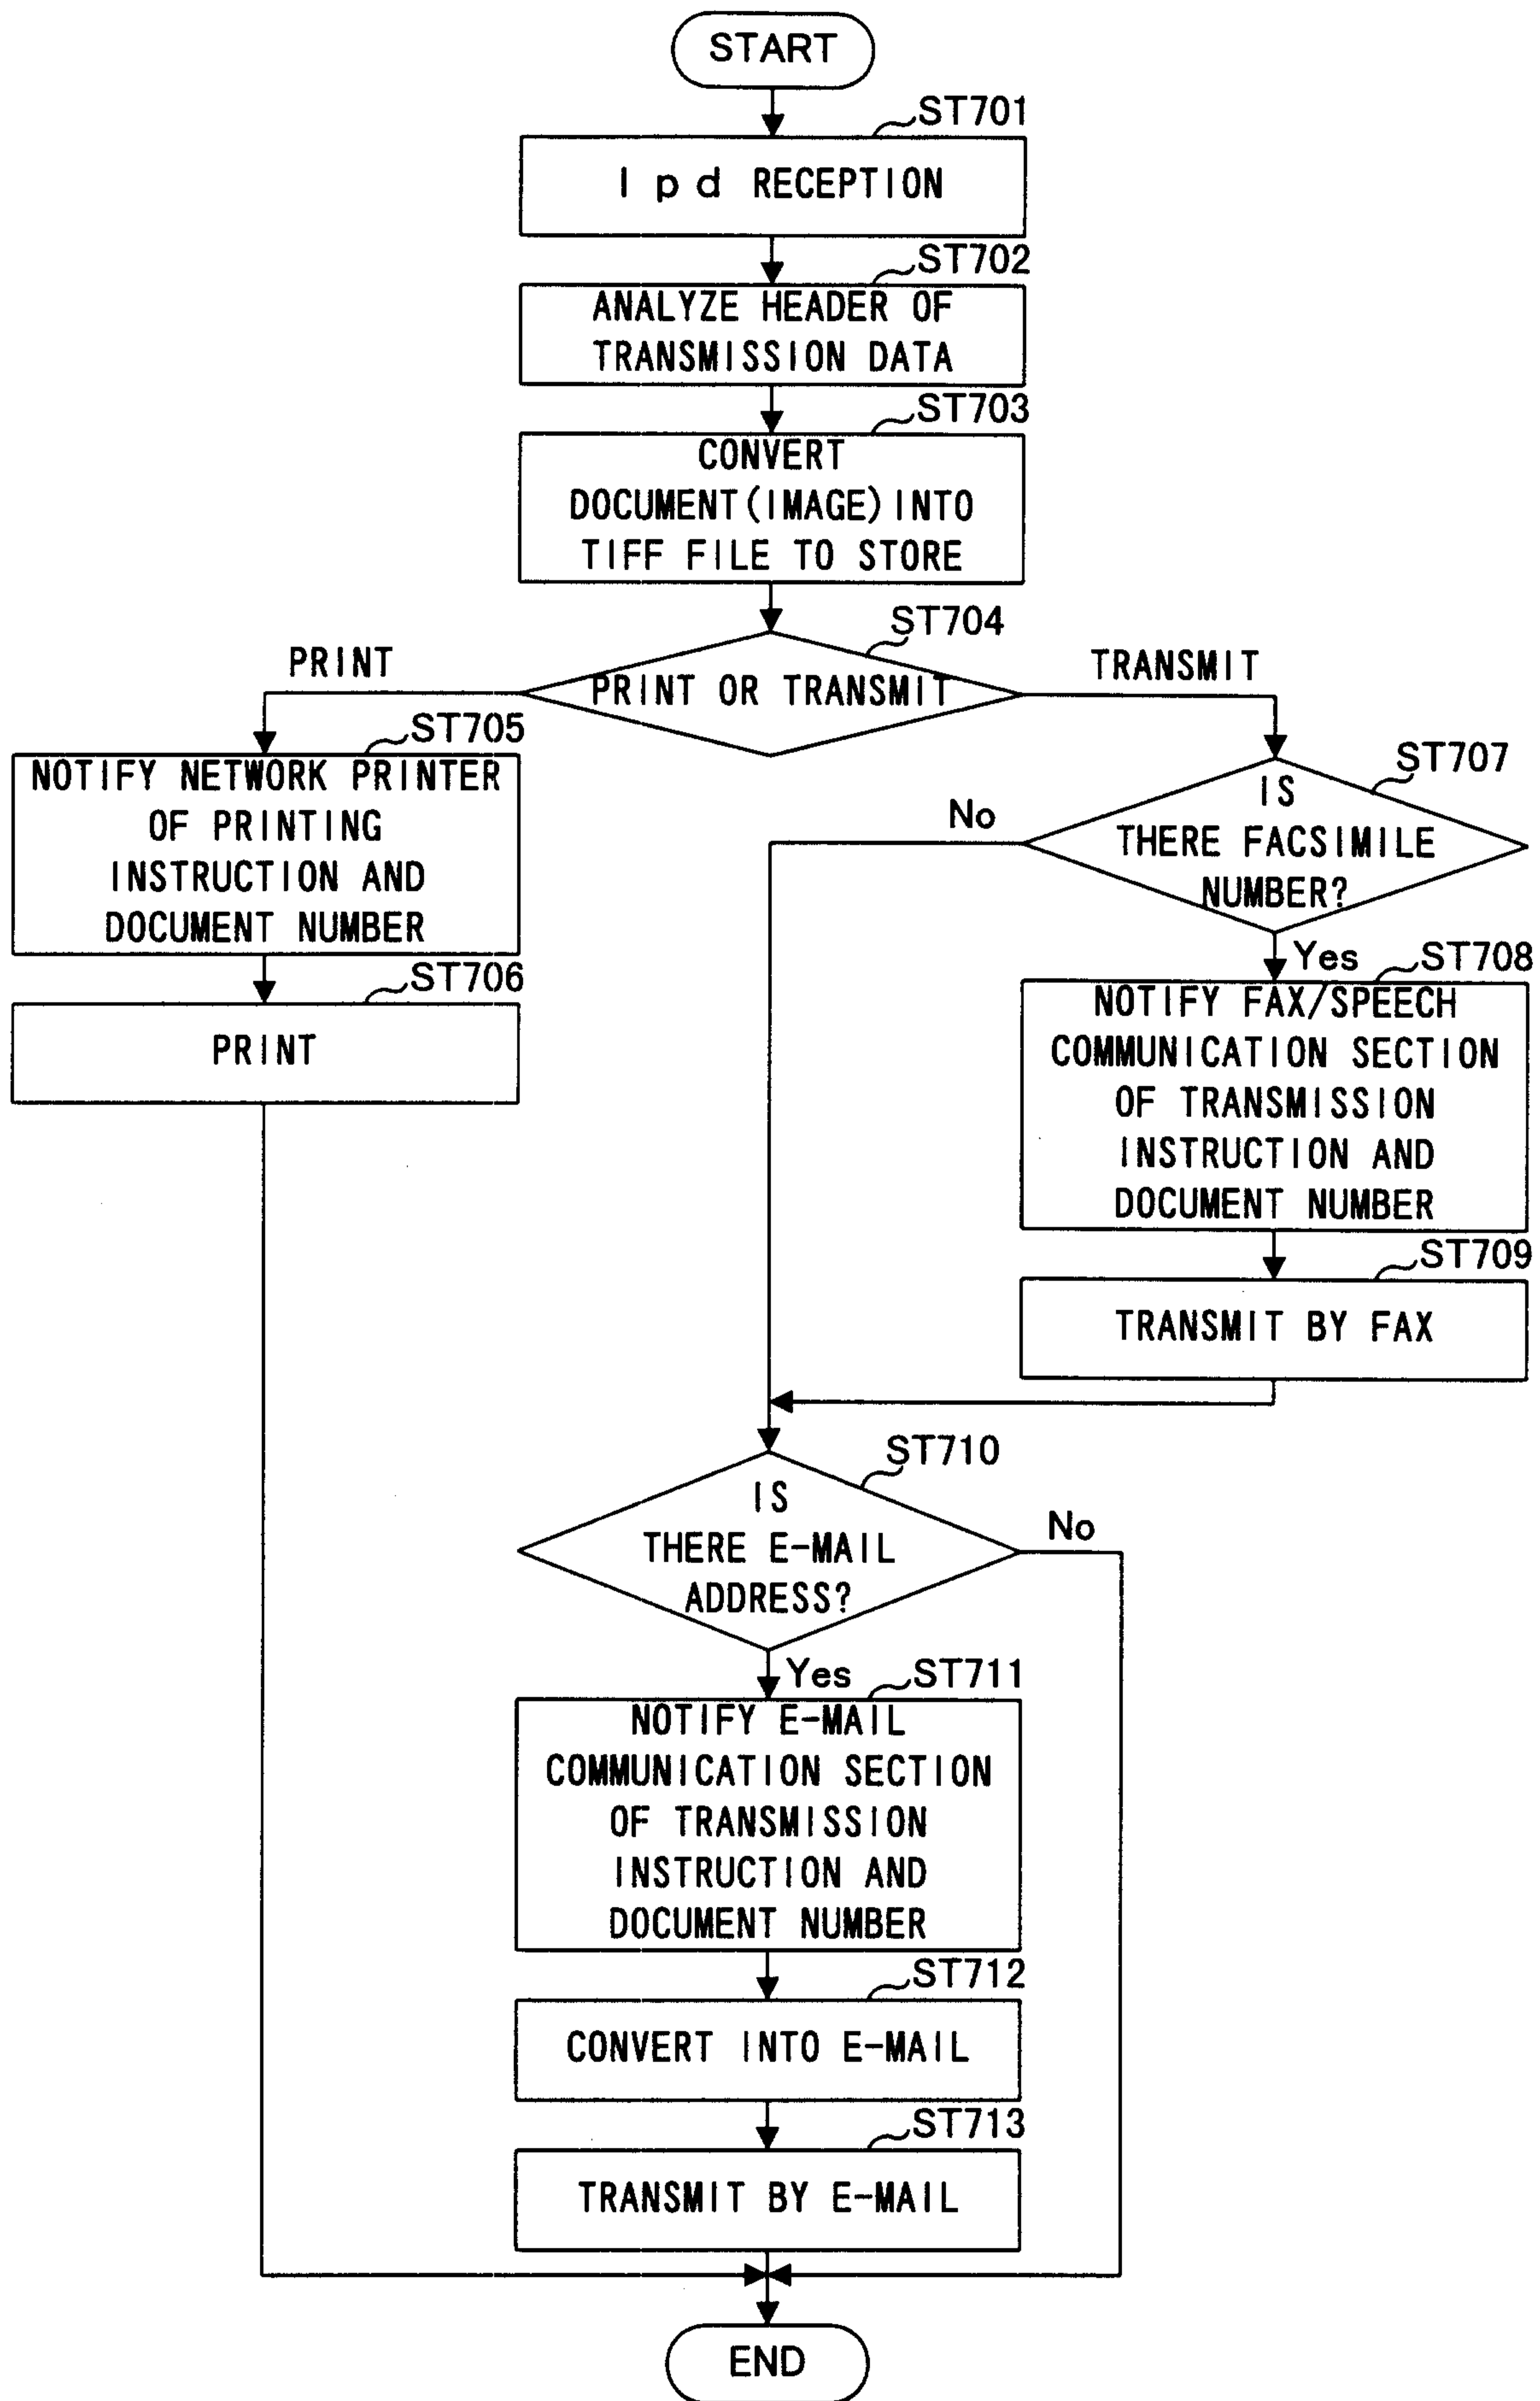 START
ST701
lpd RECEPTION
ST702
ANALYZE HEADER OF
TRANSMISSION DATA
ST703
CONVERT
DOCUMENT(IMAGE)INTO
TIFF FILE TO STORE
ST704
PRINT
PRINT OR TRANSMIT
TRANSMIT
ST705
NOTIFY NETWORK PRINTER
OF PRINTING
INSTRUCTION AND
DOCUMENT NUMBER
ST706
PRINT
ST707
IS
THERE FACSIMILE
NUMBER?
No
Yes
ST708
NOTIFY FAX/SPEECH
COMMUNICATION SECTION
OF TRANSMISSION
INSTRUCTION AND
DOCUMENT NUMBER
ST709
TRANSMIT BY FAX
ST710
IS
THERE E-MAIL
ADDRESS?
No
Yes
ST711
NOTIFY E-MAIL
COMMUNICATION SECTION
OF TRANSMISSION
INSTRUCTION AND
DOCUMENT NUMBER
ST712
CONVERT INTO E-MAIL
ST713
TRANSMIT BY E-MAIL
END